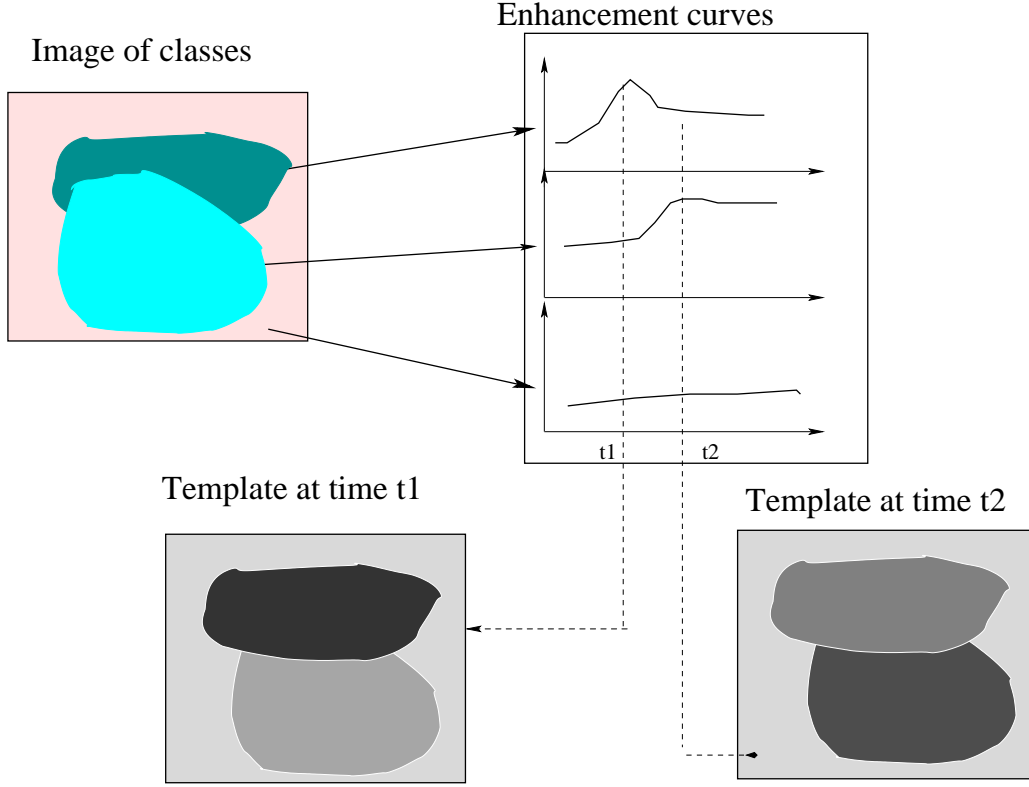 Enhancement curves
Image of classes
t1
t2
Template at time t1
Template at time t2